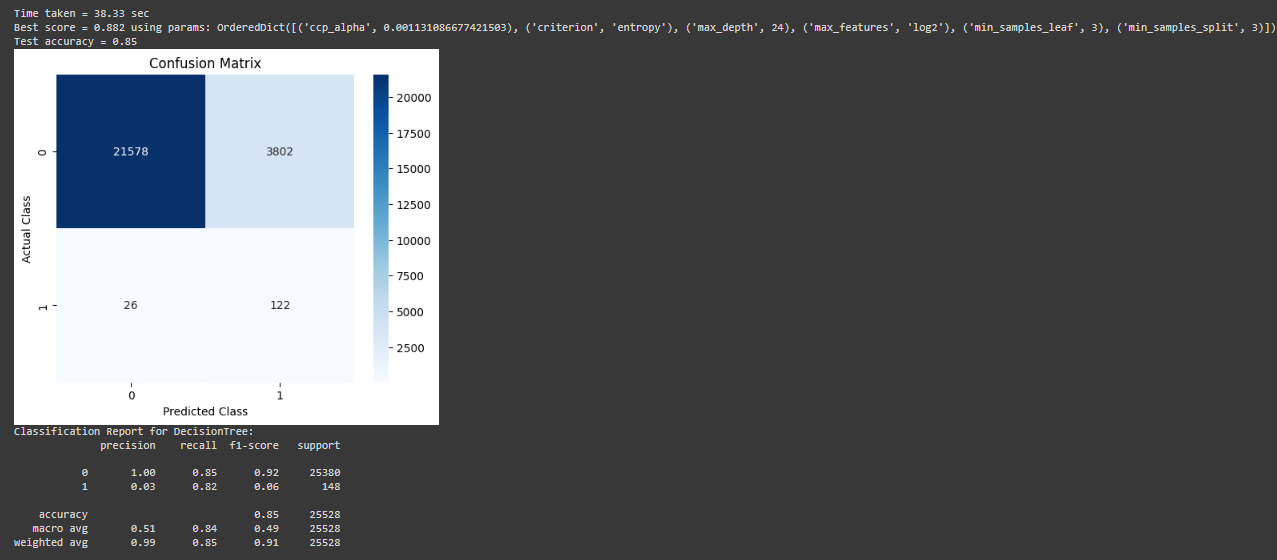 Time taken = 38.33 sec
Best score = 0.882 using params: OrderedDict([('ccp_alpha', 0.001131086677421503), ('criterion', 'entropy'), ('max_depth', 24), ('max_features', 'log2'), ('min_samples_leaf', 3), ('min_samples_split', 3)])
Test accuracy = 0.85
Confusion Matrix
0
21578
3802
1
26
122
0
1
Actual Class
Predicted Class
20000
17500
15000
12500
10000
7500
5000
2500
Classification Report for DecisionTree:
precision recall f1-score support
0 1.00 0.85 0.92 25380
1 0.03 0.82 0.06 148
accuracy 0.85 25528
macro avg 0.51 0.84 0.49 25528
weighted avg 0.99 0.85 0.91 25528